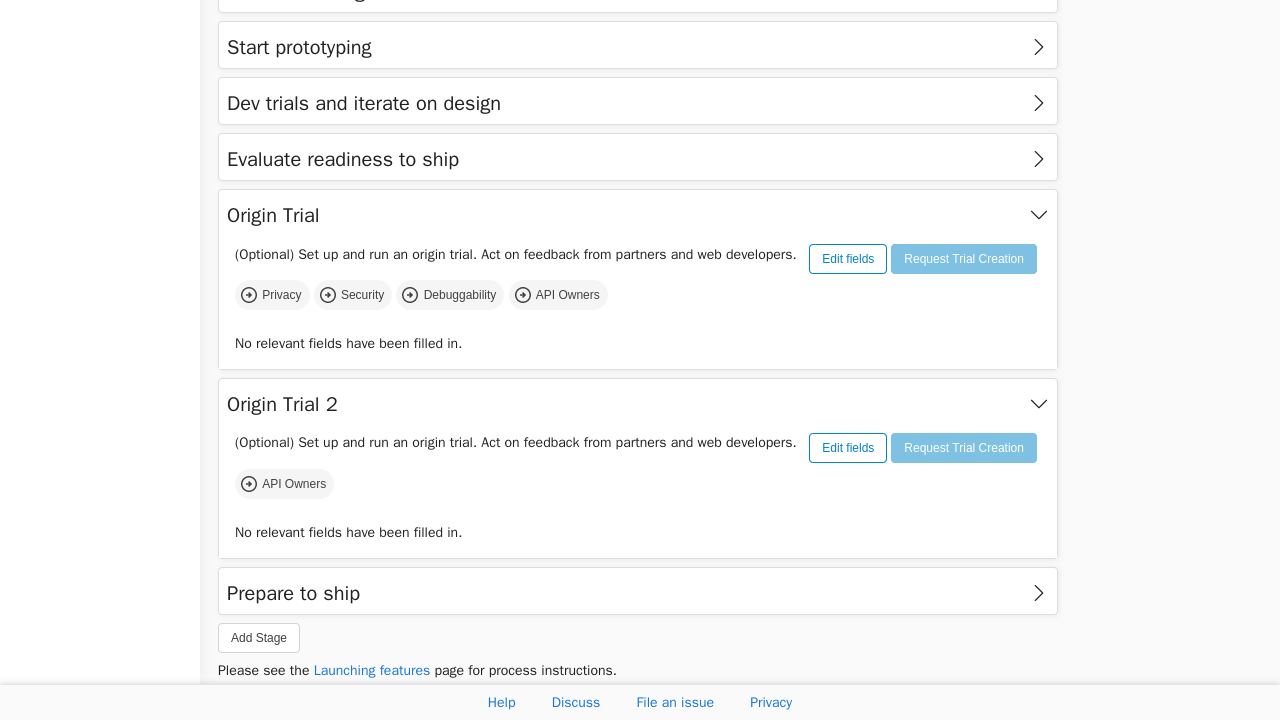 Start prototyping
Dev trials and iterate on design
Evaluate readiness to ship
Origin Trial
(Optional) Set up and run an origin trial. Act on feedback from partners and web developers.
Edit fields
Request Trial Creation
Privacy
Security
Debuggability
API Owners
No relevant fields have been filled in.
Origin Trial 2
(Optional) Set up and run an origin trial. Act on feedback from partners and web developers.
Edit fields
Request Trial Creation
API Owners
No relevant fields have been filled in.
Prepare to ship
Add Stage
Please see the Launching features page for process instructions.
Help
Discuss
File an issue
Privacy